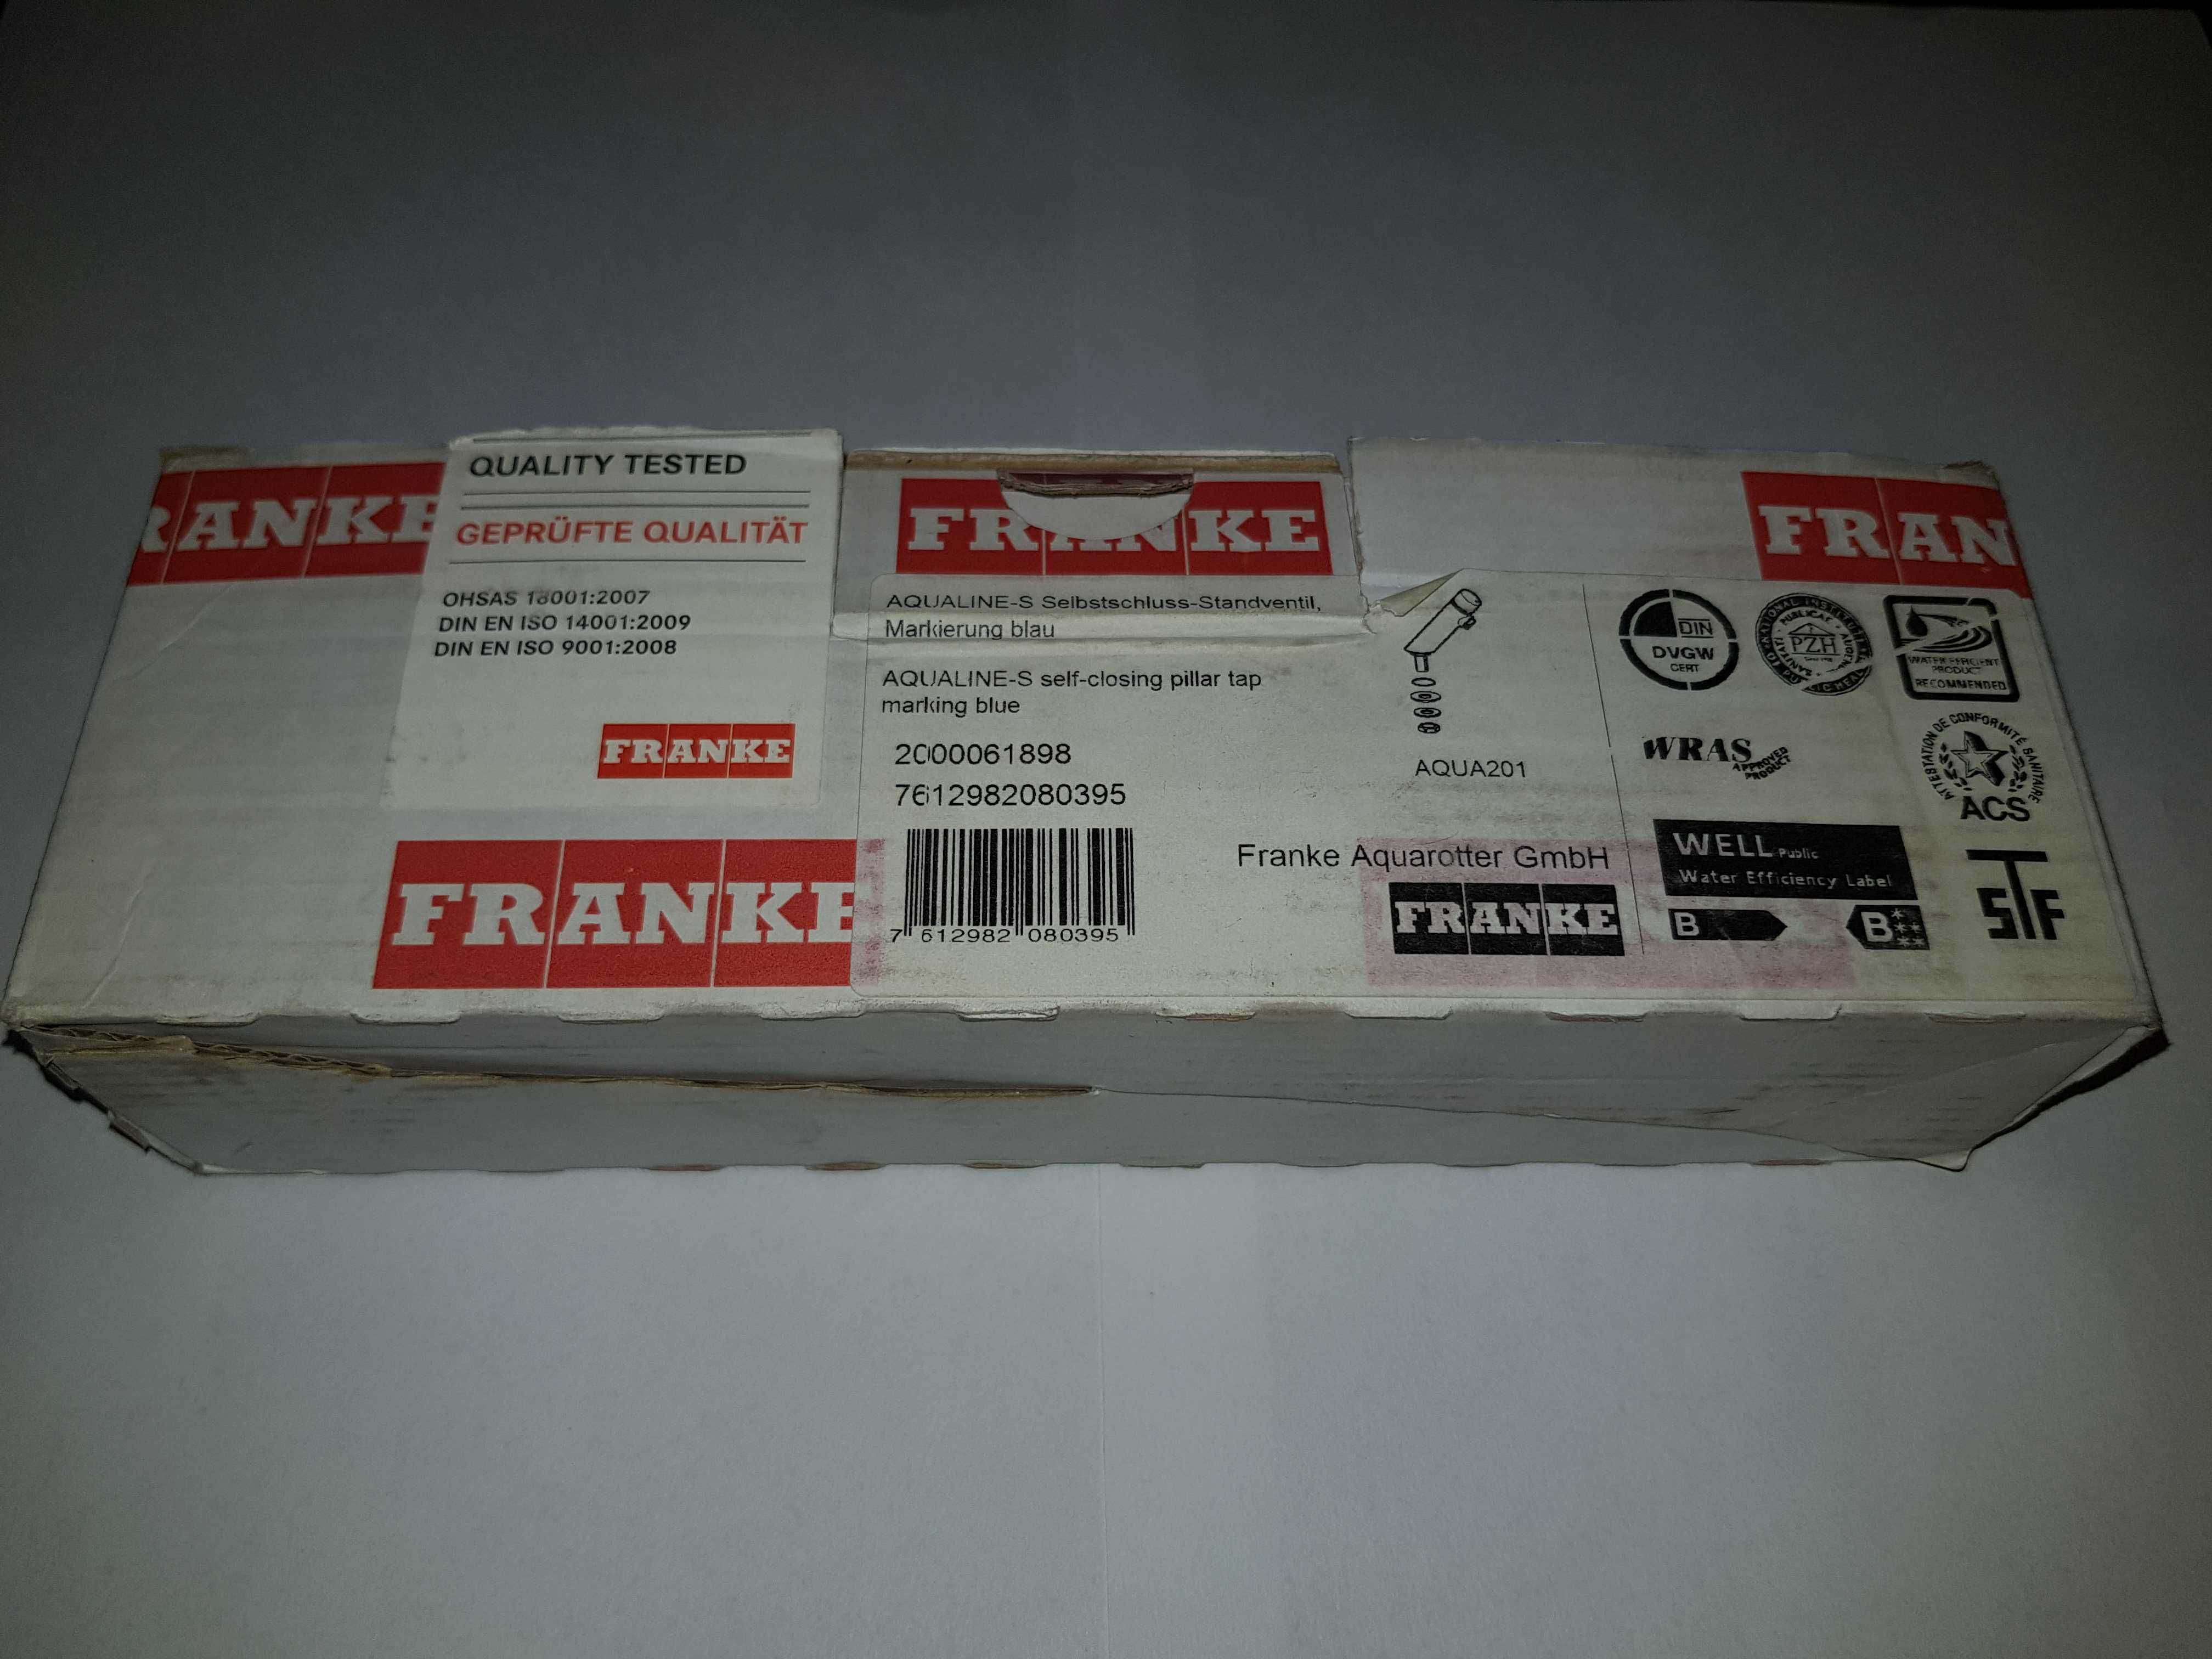 RANKE
QUALITY TESTED
GEPRÜFTE QUALITÄT
OHSAS 18001:2007
DIN EN ISO 14001:2009
DIN EN ISO 9001:2008
FRANKE
FRANKE
FRANKE
AQUALINE-S Selbstschluss-Standventil,
Markierung blau
AQUALINE-S self-closing pillar tap
marking blue
2000061898
7612982080395
7 612982 080395
AQUA201
Franke Aquarotter GmbH
FRANKE
FRAN
DIN
DVGW
CERT
PZH
WATER EFFICIENT
PRODUCT
RECOMMENDED
WRAS
APPROVED
PRODUCT
ATTESTATION DE CONFORMITÉ SANITAIRE
ACS
WELL Public
Water Efficiency Label
B
B
STF